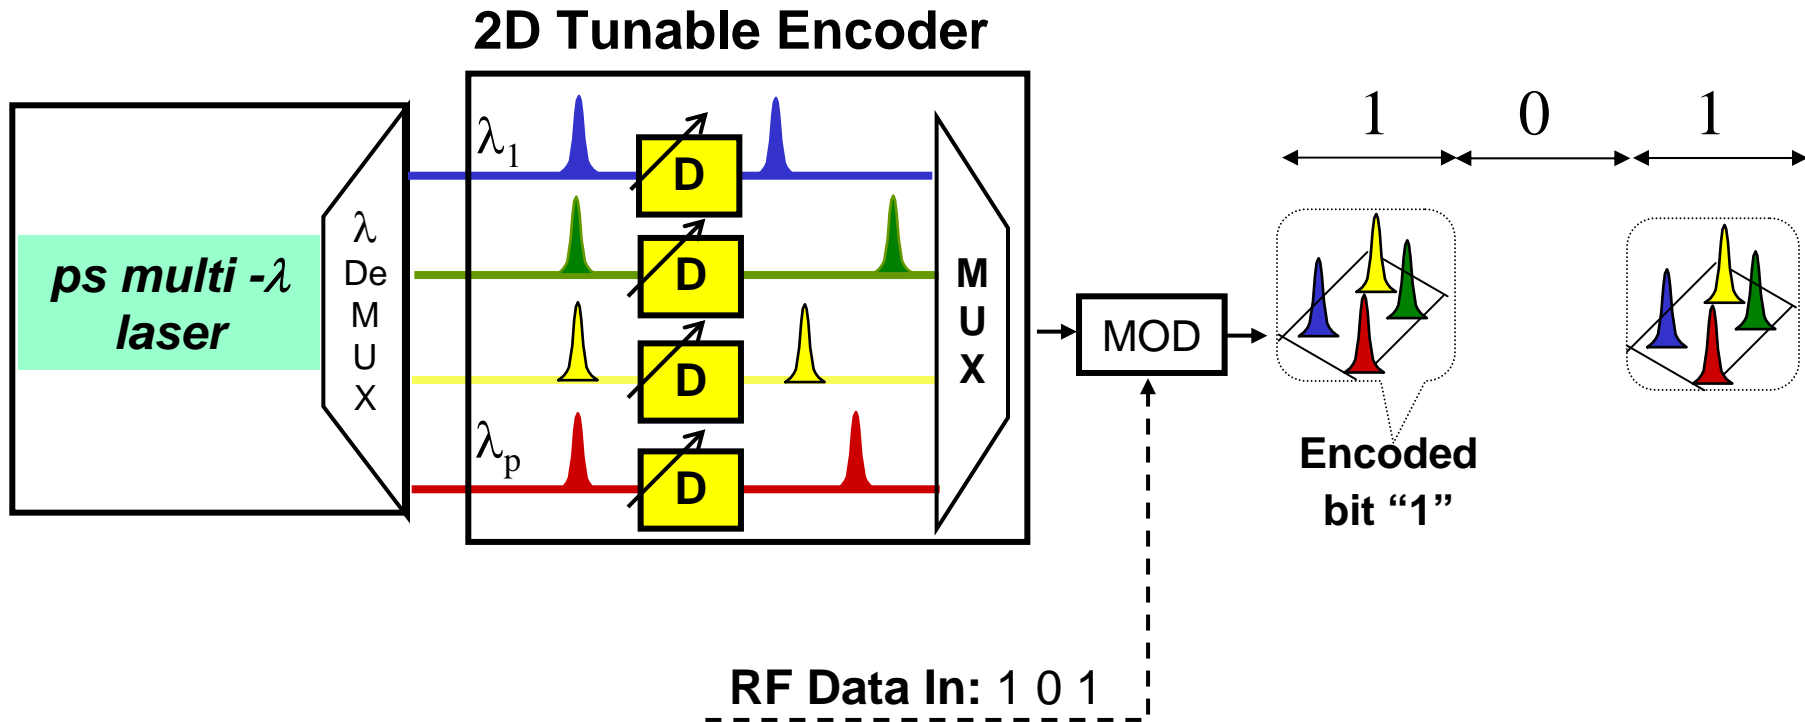 2D Tunable Encoder
1 0 1
λ1
D
ps multi -λ
laser
λ
De
M
U
X
D
M
U
X
MOD
D
λp
D
Encoded
bit “1”
RF Data In: 1 0 1